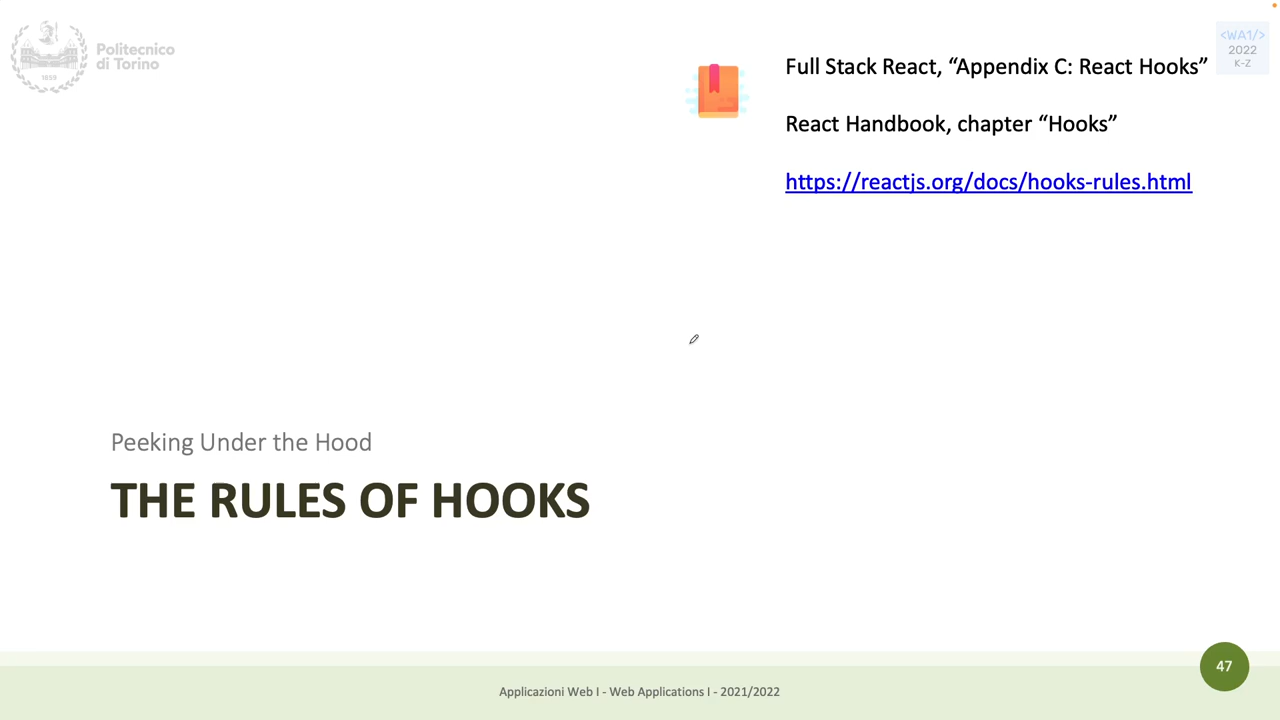 Politecnico
di Torino
1859
<WA1/>
2022
K-Z
Full Stack React, “Appendix C: React Hooks”
React Handbook, chapter “Hooks”
https://reactjs.org/docs/hooks-rules.html
Peeking Under the Hood
THE RULES OF HOOKS
47
Applicazioni Web I - Web Applications I - 2021/2022